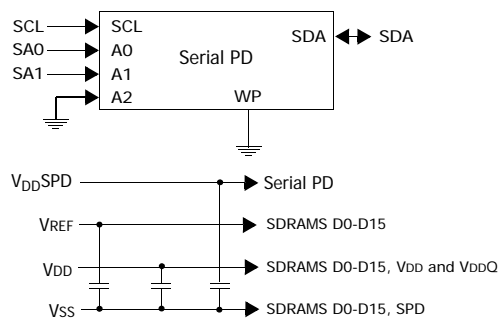 SCL SCL SDA SDA
SA0 A0 Serial PD
SA1 A1
A2 WP
VDDSPD Serial PD
VREF SDRAMS D0-D15
VDD SDRAMS D0-D15, VDD and VDDQ
VSS SDRAMS D0-D15, SPD